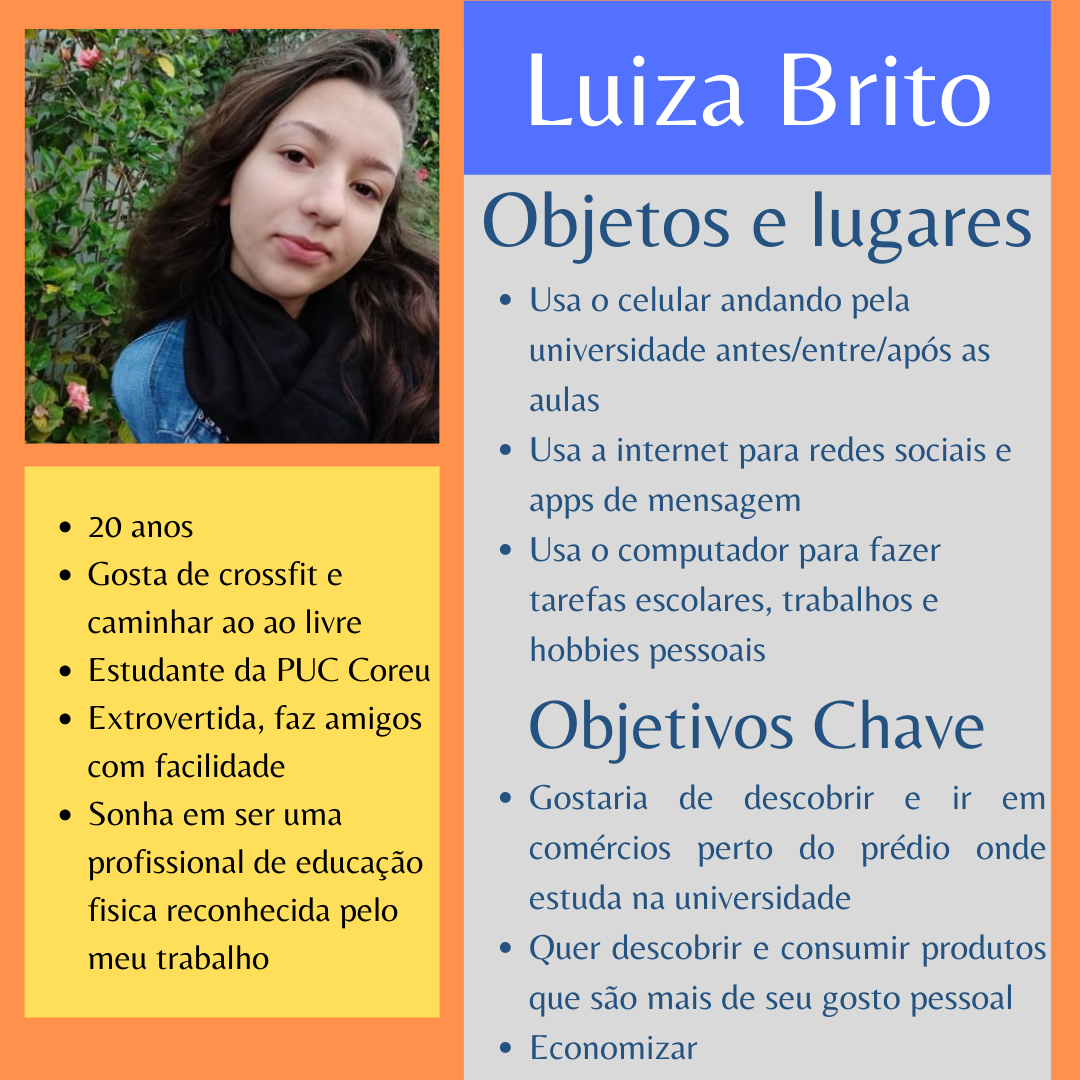 Luiza Brito
Objetos e lugares
• Usa o celular andando pela
universidade antes/entre/após as
aulas
• Usa a internet para redes sociais e
apps de mensagem
• Usa o computador para fazer
tarefas escolares, trabalhos e
hobbies pessoais
Objetivos Chave
• Gostaria de descobrir e ir em
comércios perto do prédio onde
estuda na universidade
• Quer descobrir e consumir produtos
que são mais de seu gosto pessoal
• Economizar
• 20 anos
• Gosta de crossfit e
caminhar ao ao livre
• Estudante da PUC Coreu
• Extrovertida, faz amigos
com facilidade
• Sonha em ser uma
profissional de educação
fisica reconhecida pelo
meu trabalho